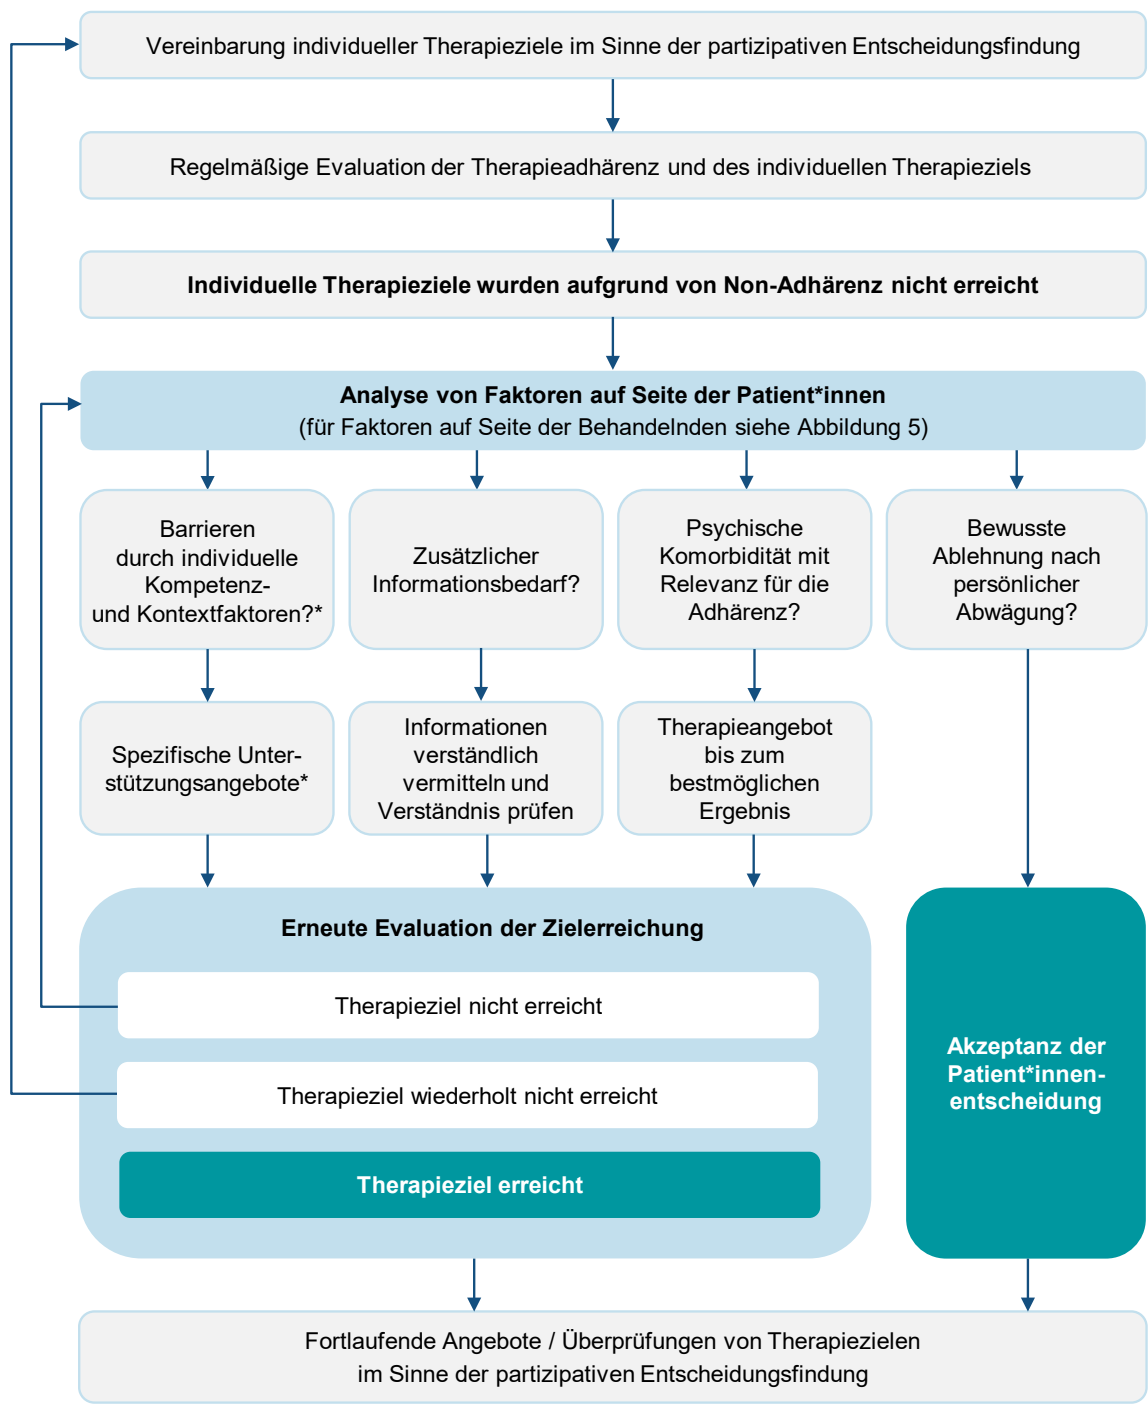 Vereinbarung individueller Therapieziele im Sinne der partizipativen Entscheidungsfindung
Regelmäßige Evaluation der Therapieadhärenz und des individuellen Therapieziels
Individuelle Therapieziele wurden aufgrund von Non-Adhärenz nicht erreicht
Analyse von Faktoren auf Seite der Patient*innen
(für Faktoren auf Seite der Behandelnden siehe Abbildung 5)
Barrieren
durch individuelle
Kompetenz-
und Kontextfaktoren?*
Zusätzlicher
Informationsbedarf?
Psychische
Komorbidität mit
Relevanz für die
Adhärenz?
Bewusste
Ablehnung nach
persönlicher
Abwägung?
Spezifische Unter-
stützungsangebote*
Informationen
verständlich
vermitteln und
Verständnis prüfen
Therapieangebot
bis zum
bestmöglichen
Ergebnis
Erneute Evaluation der Zielerreichung
Therapieziel nicht erreicht
Therapieziel wiederholt nicht erreicht
Therapieziel erreicht
Akzeptanz der
Patient*innen-
entscheidung
Fortlaufende Angebote / Überprüfungen von Therapiezielen
im Sinne der partizipativen Entscheidungsfindung